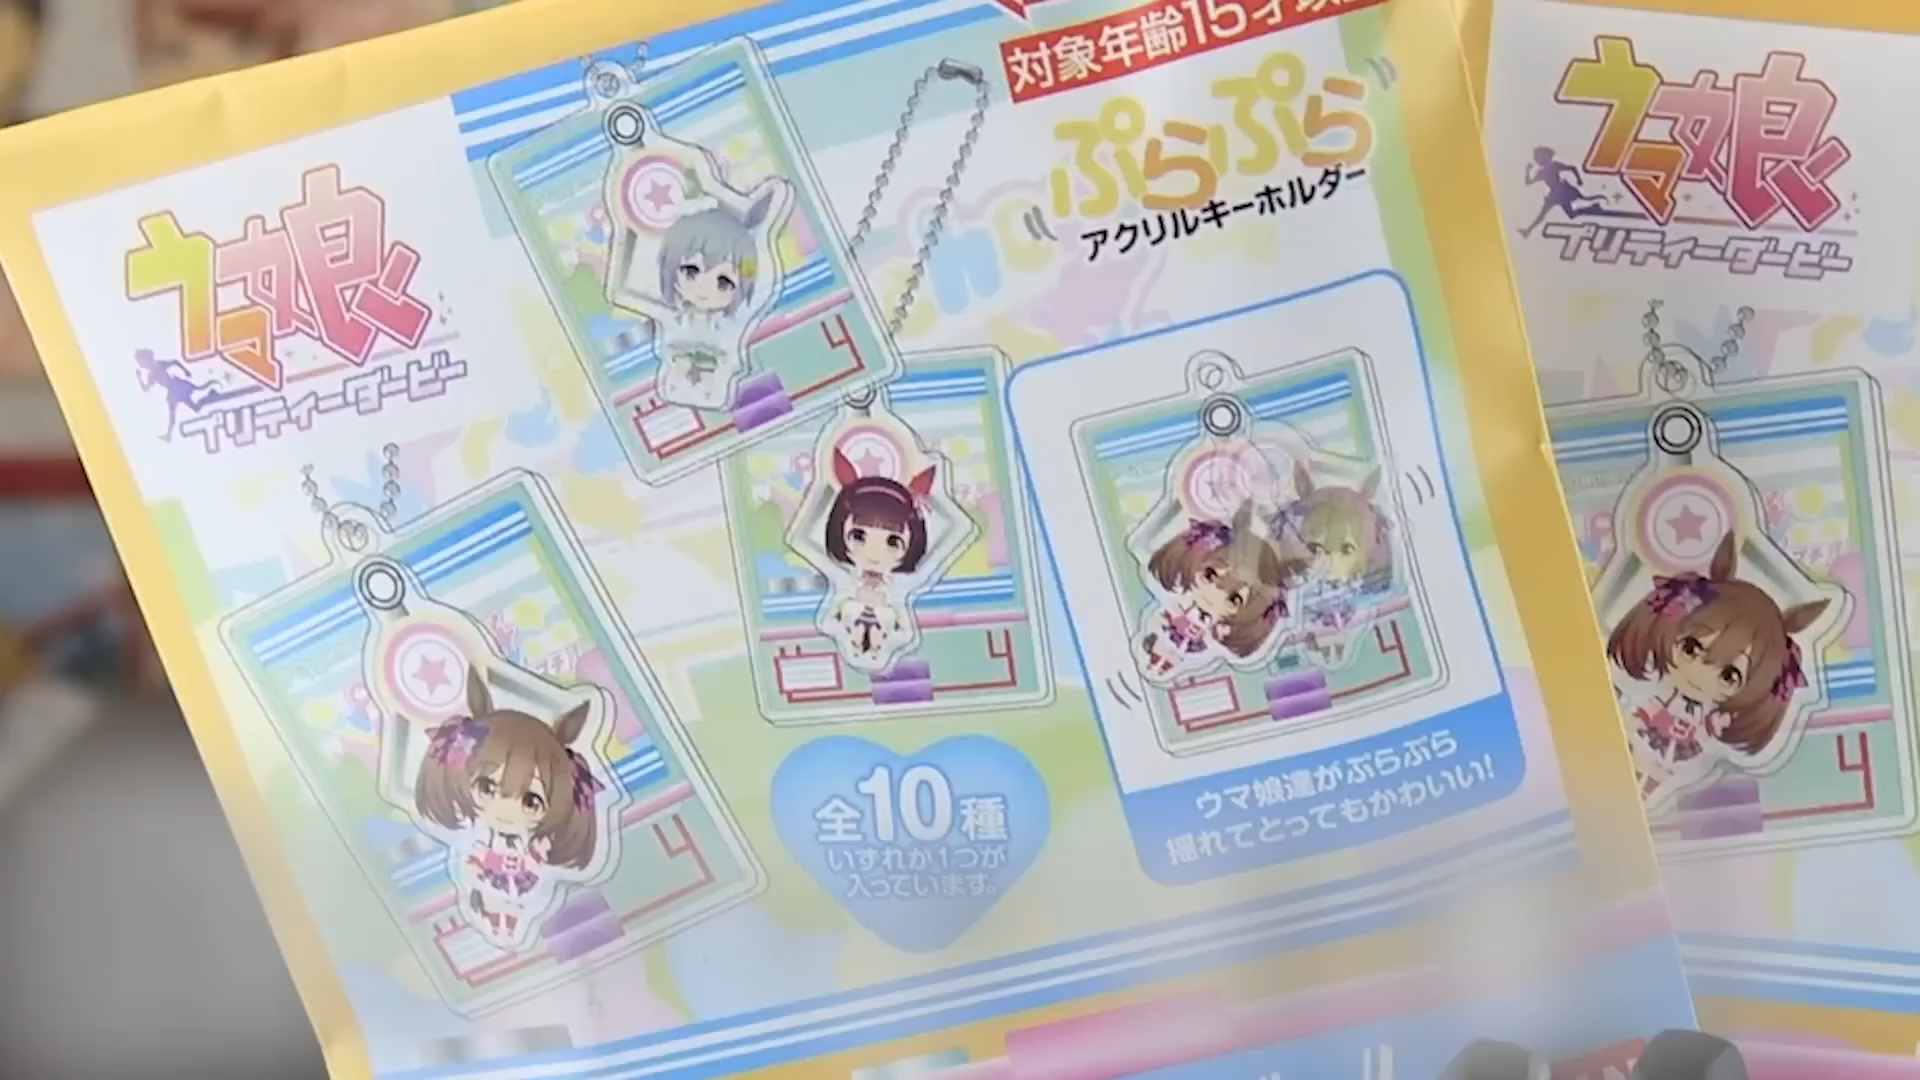 対象年齢15才以上
ぷらぷら
アクリルキーホルダー
ウマ娘
プリティーダービー
全10種
いずれか1つが
入っています。
ウマ娘達がぷらぷら
揺れてとってもかわいい!
ウマ娘
プリティーダービー